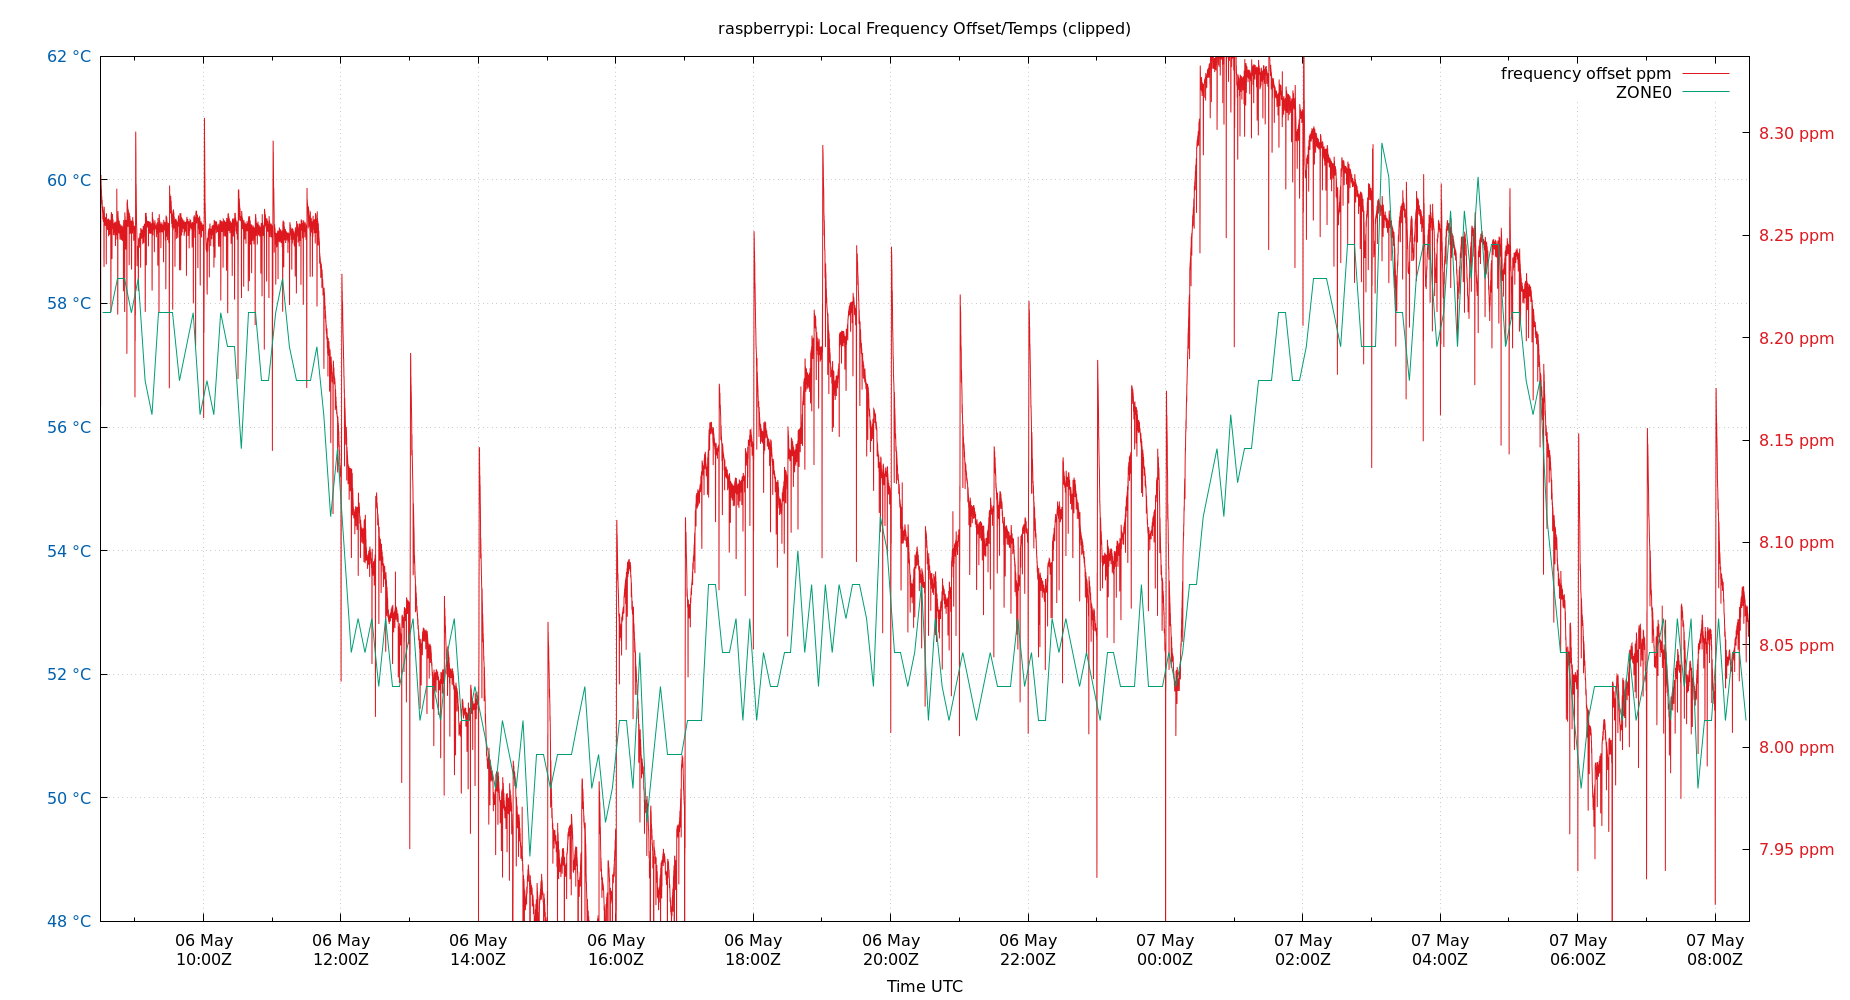 raspberrypi: Local Frequency Offset/Temps (clipped)
frequency offset ppm
ZONE0
62 °C
60 °C
58 °C
56 °C
54 °C
52 °C
50 °C
48 °C
8.30 ppm
8.25 ppm
8.20 ppm
8.15 ppm
8.10 ppm
8.05 ppm
8.00 ppm
7.95 ppm
06 May 06 May 06 May 06 May 06 May 06 May 06 May 07 May 07 May 07 May 07 May 07 May
10:00Z 12:00Z 14:00Z 16:00Z 18:00Z 20:00Z 22:00Z 00:00Z 02:00Z 04:00Z 06:00Z 08:00Z
Time UTC